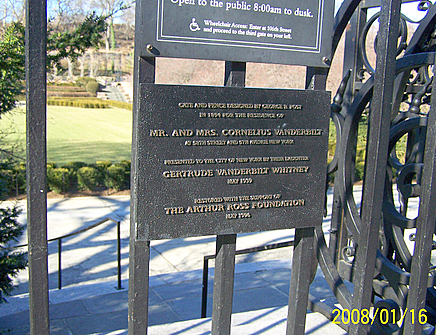 Open to the public 8:00am to dusk.
Wheelchair Access: Enter at 106th Street
and proceed to the third gate on your left.
GATE AND FENCE DESIGNED BY GEORGE B. POST
IN 1894 FOR THE RESIDENCE OF
MR. AND MRS. CORNELIUS VANDERBILT
AT 58TH STREET AND 5TH AVENUE NEW YORK
PRESENTED TO THE CITY OF NEW YORK BY THEIR DAUGHTER
GERTRUDE VANDERBILT WHITNEY
MAY 1939
RESTORED WITH THE SUPPORT OF
THE ARTHUR ROSS FOUNDATION
MAY 1996
2008/01/16